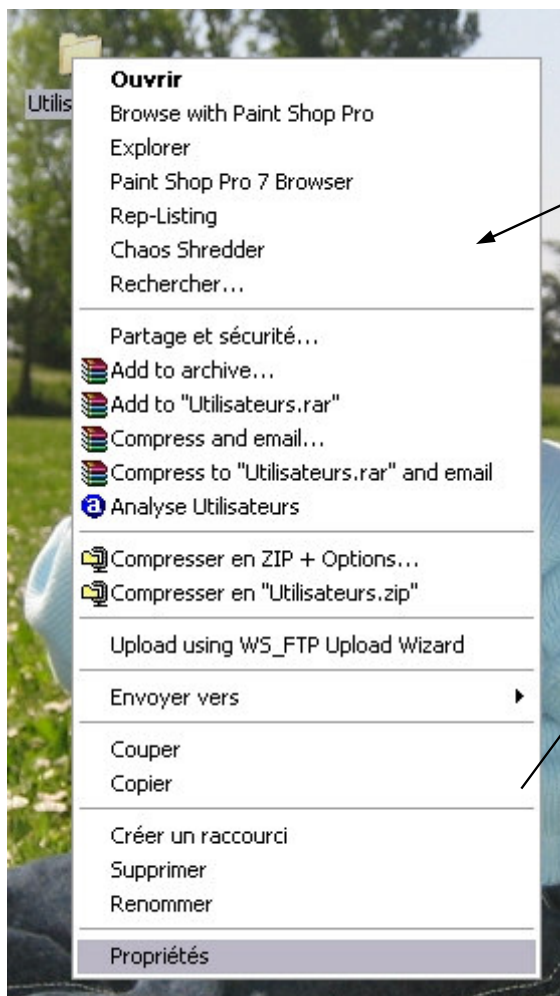 Utilis
Ouvrir
Browse with Paint Shop Pro
Explorer
Paint Shop Pro 7 Browser
Rep-Listing
Chaos Shredder
Rechercher...
Partage et sécurité...
Add to archive...
Add to "Utilisateurs.rar"
Compress and email...
Compress to "Utilisateurs.rar" and email
Analyse Utilisateurs
Compresser en ZIP + Options...
Compresser en "Utilisateurs.zip"
Upload using WS_FTP Upload Wizard
Envoyer vers
Couper
Copier
Créer un raccourci
Supprimer
Renommer
Propriétés